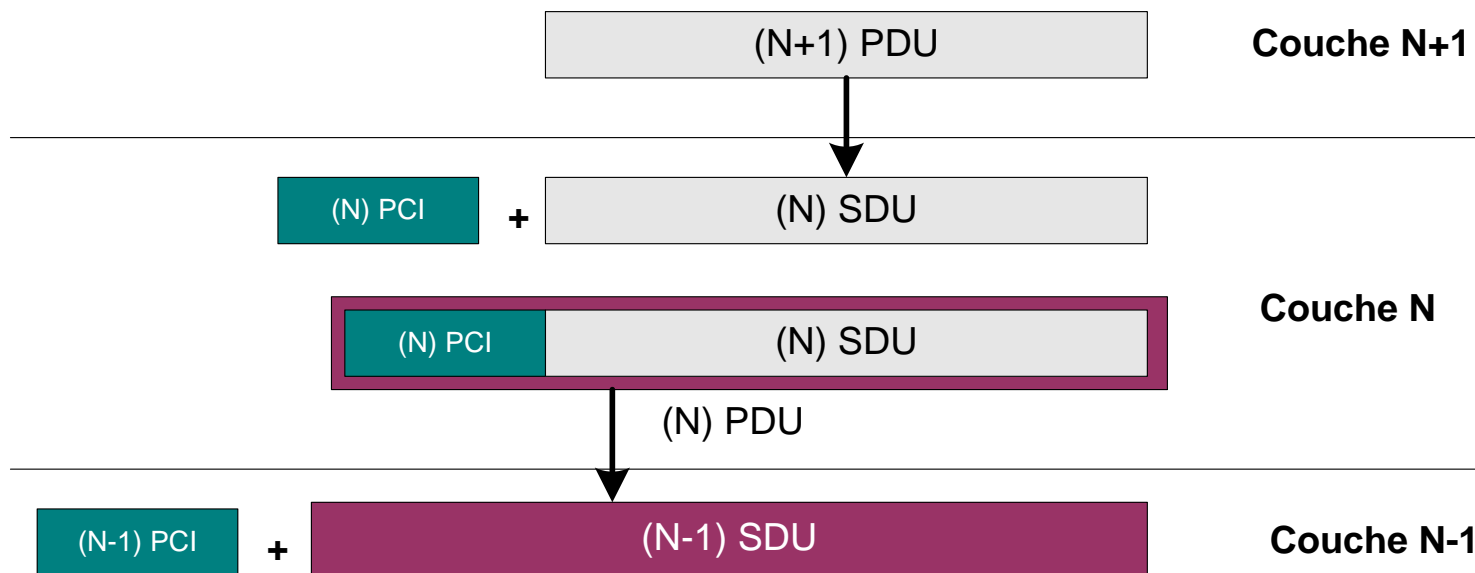 (N+1) PDU
Couche N+1
(N) PCI
+
(N) SDU
Couche N
(N) PCI
(N) SDU
(N) PDU
(N-1) PCI
+
(N-1) SDU
Couche N-1